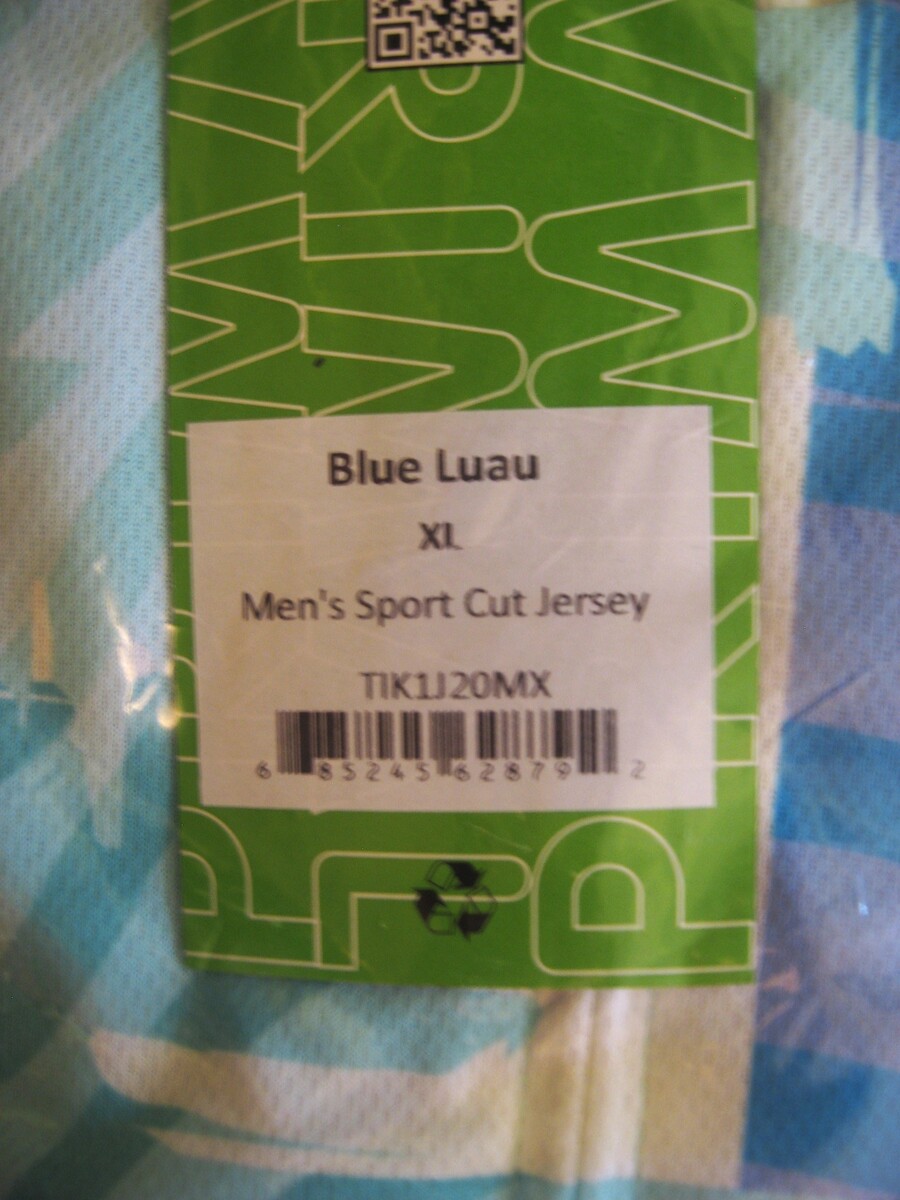 Blue Luau
XL
Men's Sport Cut Jersey
TIK1J20MX
6 85245 62879 2